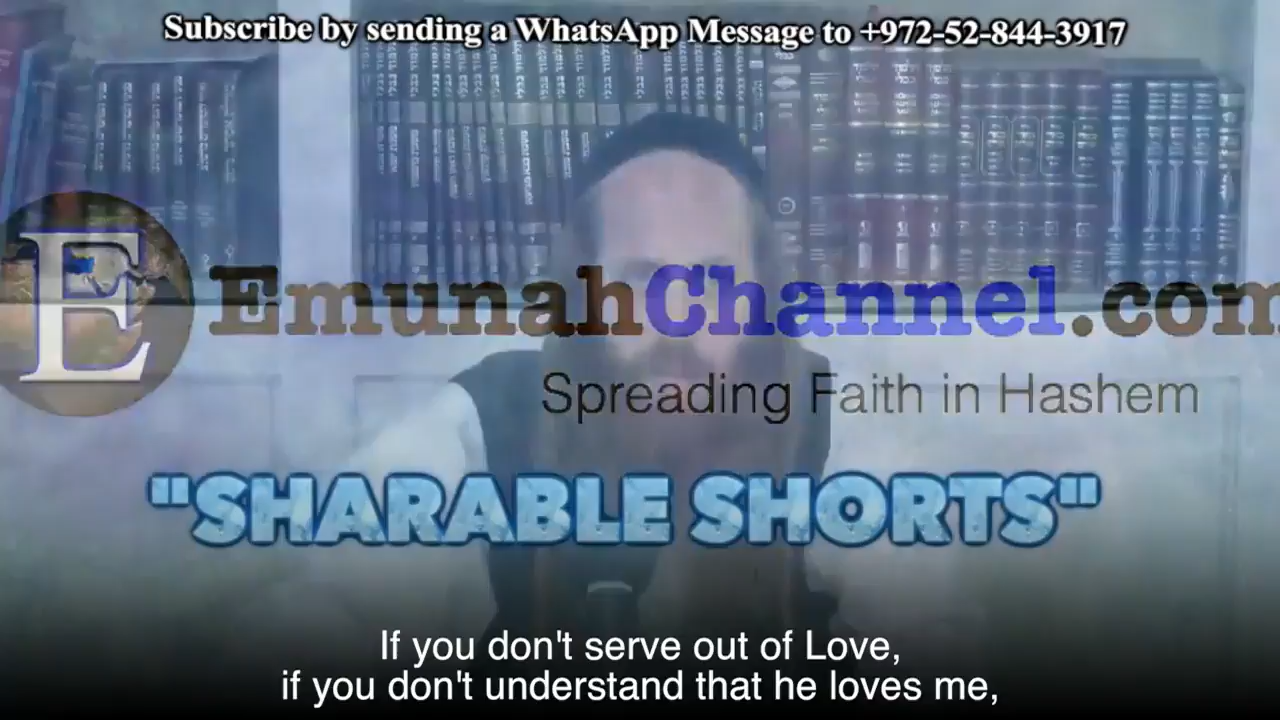 Subscribe by sending a WhatsApp Message to +972-52-844-3917
E EmunahChannel.com
Spreading Faith in Hashem
"SHARABLE SHORTS"
If you don't serve out of Love,
if you don't understand that he loves me,